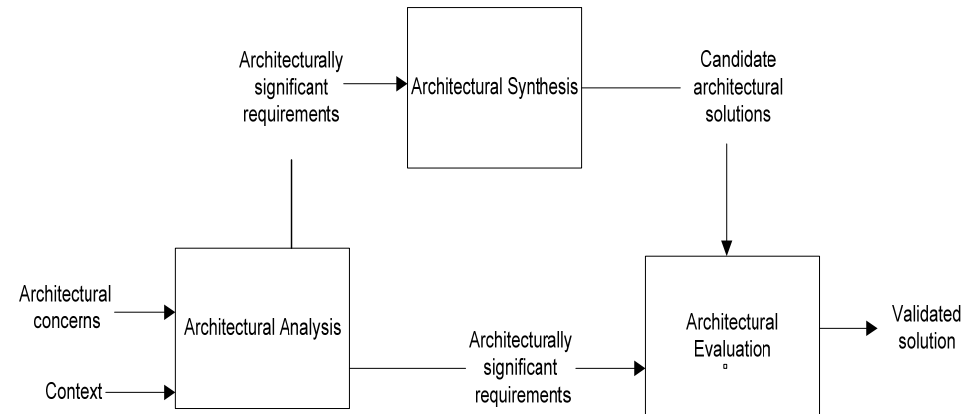 Architecturally
significant
requirements
Architectural Synthesis
Candidate
architectural
solutions
Architectural
concerns
Context
Architectural Analysis
Architecturally
significant
requirements
Architectural
Evaluation
Validated
solution